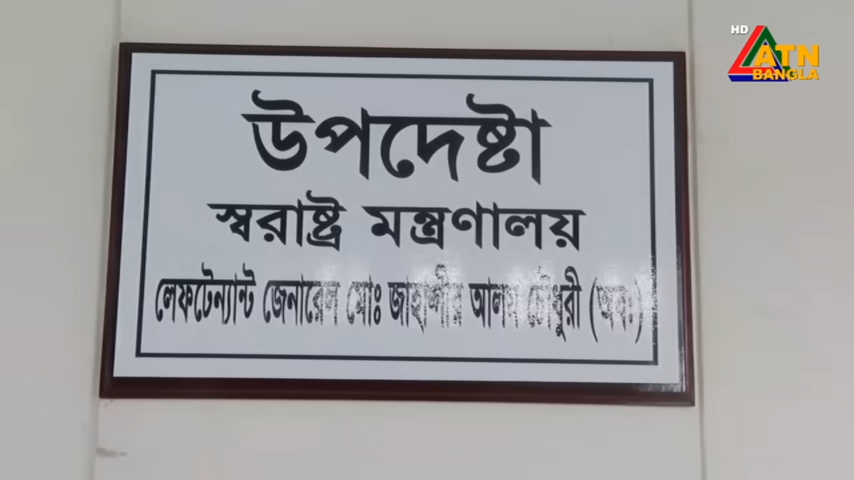 HD
ATN
BANGLA
উপদেষ্টা
স্বরাষ্ট্র মন্ত্রণালয়
লেফটেন্যান্ট জেনারেল মোঃ জাহাঙ্গীর আলম চৌধুরী (অবঃ)